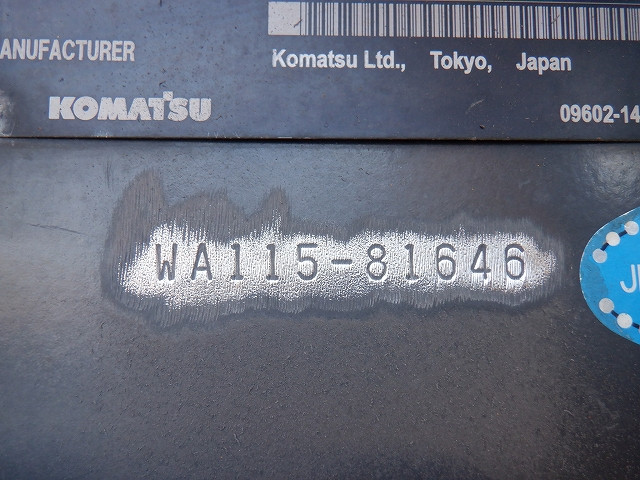 ANUFACTURER
Komatsu Ltd., Tokyo, Japan
KOMATSU
09602-14
WA115-81646